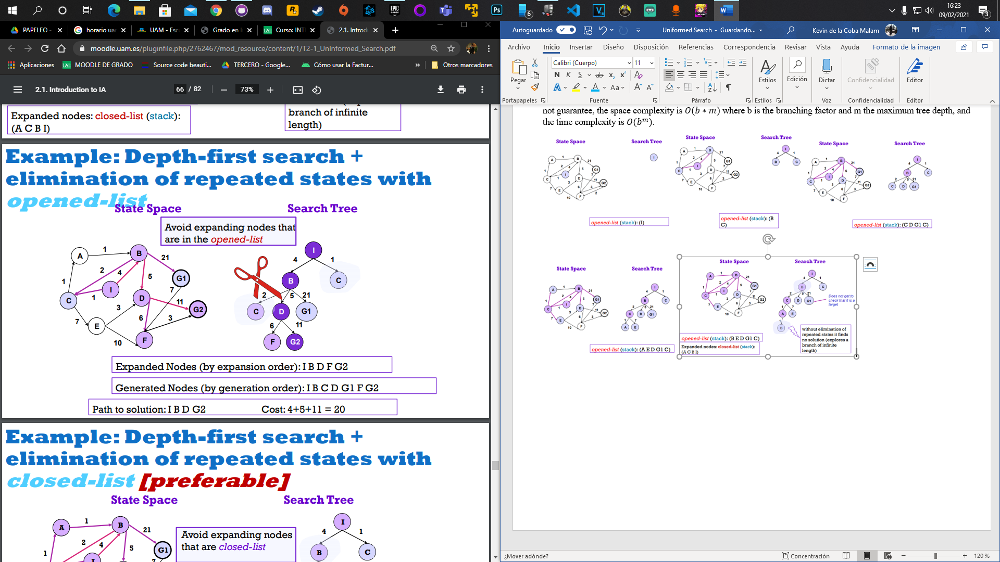 16:23
09/02/2021
PAPELEO -
horario ua
UAM - Esc
Grado en I
Curso: INT
2.1. Introdu
moodle.uam.es/pluginfile.php/2762467/mod_resource/content/1/T2-1_UnInformed_Search.pdf
Aplicaciones
MOODLE DE GRADO
Source code beauti...
TERCERO - Google...
Cómo usar la Factur...
»
Otros marcadores
2.1. Introduction to IA
66 / 82
73%
Expanded nodes: closed-list (stack):
(A C B I)
branch of infinite
length)
Example: Depth-first search +
elimination of repeated states with
opened-list
State Space
Search Tree
Avoid expanding nodes that
are in the opened-list
A 1 B 21 G1 2 4 5 7 I D 11 G2 1 C 1 3 6 3 7 E 10 F
I 4 1 B C 2 5 21 C D G1 6 11 F G2
Expanded Nodes (by expansion order): I B D F G2
Generated Nodes (by generation order): I B C D G1 F G2
Path to solution: I B D G2 Cost: 4+5+11 = 20
Example: Depth-first search +
elimination of repeated states with
closed-list [preferable]
State Space
Search Tree
Avoid expanding nodes
that are closed-list
A 1 B 21 G1 2 4 5 1 I 7
I 4 1 B C
Autoguardado
Uniformed Search - Guardando...
Kevin de la Coba Malam
Archivo
Inicio
Insertar
Diseño
Disposición
Referencias
Correspondencia
Revisar
Vista
Ayuda
Formato de la imagen
Pegar
Calibri (Cuerpo)
11
N K S ab x₂ x²
Aa
Estilos
Edición
Dictar
Confidencialidad
Editor
Portapapeles
Fuente
Párrafo
Estilos
Voz
Confidencialidad
Editor
not guarantee, the space complexity is O(b ∗ m) where b is the branching factor and m the maximum tree depth, and
the time complexity is O(bᵐ).
State Space
Search Tree
State Space
Search Tree
State Space
Search Tree
opened-list (stack): (I)
opened-list (stack): (B
C)
opened-list (stack): (C D G1 C)
State Space
Search Tree
State Space
Search Tree
Does not get to
check that it is a
target
opened-list (stack): (A E D G1 C)
opened-list (stack): (B E D G1 C)
Expanded nodes: closed-list (stack):
(A C B I)
without elimination of
repeated states it finds
no solution (explores a
branch of infinite
length)
¿Mover adónde?
Concentración
120 %